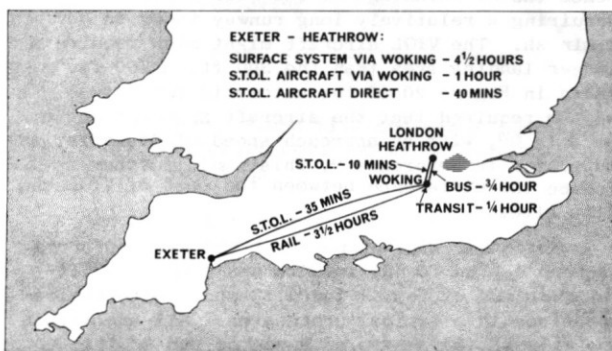 EXETER - HEATHROW:
SURFACE SYSTEM VIA WOKING - 4½ HOURS
S.T.O.L. AIRCRAFT VIA WOKING - 1 HOUR
S.T.O.L. AIRCRAFT DIRECT - 40 MINS
LONDON
HEATHROW
S.T.O.L. - 10 MINS
WOKING
BUS - ¾ HOUR
TRANSIT - ¼ HOUR
S.T.O.L. - 35 MINS
RAIL - 3½ HOURS
EXETER